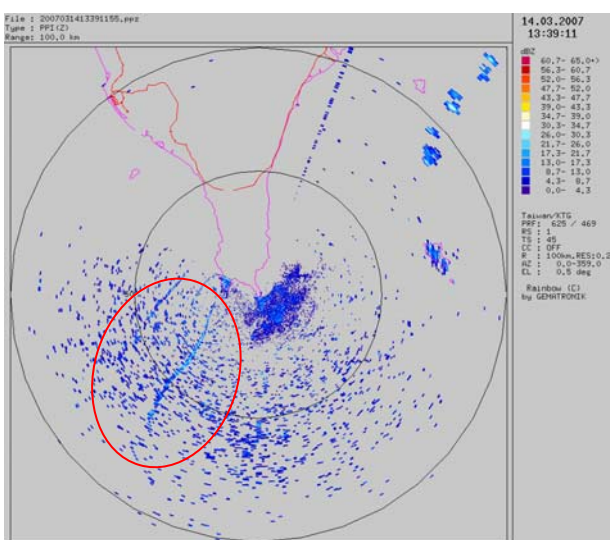 File : 2007031413391155.ppz
Type : PPI(Z)
Range: 100.0 km
14.03.2007
13:39:11
dBZ
60.7- 65.0+)
56.3- 60.7
52.0- 56.3
47.7- 52.0
43.3- 47.7
39.0- 43.3
34.7- 39.0
30.3- 34.7
26.0- 30.3
21.7- 26.0
17.3- 21.7
13.0- 17.3
8.7- 13.0
4.3- 8.7
0.0- 4.3
Taiwan/KTG
PRF: 625 / 469
RS : 1
TS : 45
CC : OFF
R : 100km,RES:0.2
AZ : 0.0-359.0
EL : 0.5 deg
Rainbow (C)
by GEMATRONIK